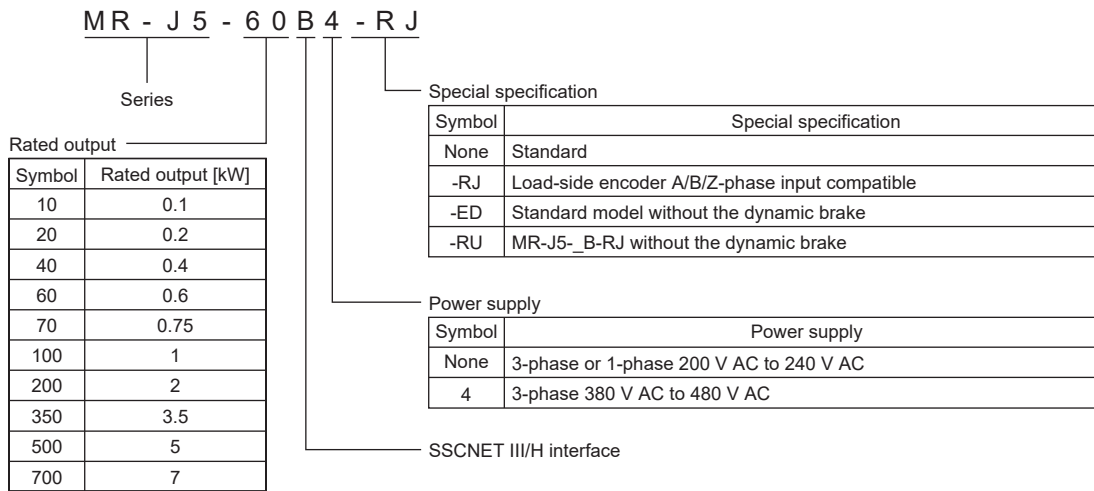 MR-J5-60B4-RJ
Series
Rated output
Symbol Rated output [kW]
10 0.1
20 0.2
40 0.4
60 0.6
70 0.75
100 1
200 2
350 3.5
500 5
700 7
Special specification
Symbol Special specification
None Standard
-RJ Load-side encoder A/B/Z-phase input compatible
-ED Standard model without the dynamic brake
-RU MR-J5-_B-RJ without the dynamic brake
Power supply
Symbol Power supply
None 3-phase or 1-phase 200 V AC to 240 V AC
4 3-phase 380 V AC to 480 V AC
SSCNET III/H interface